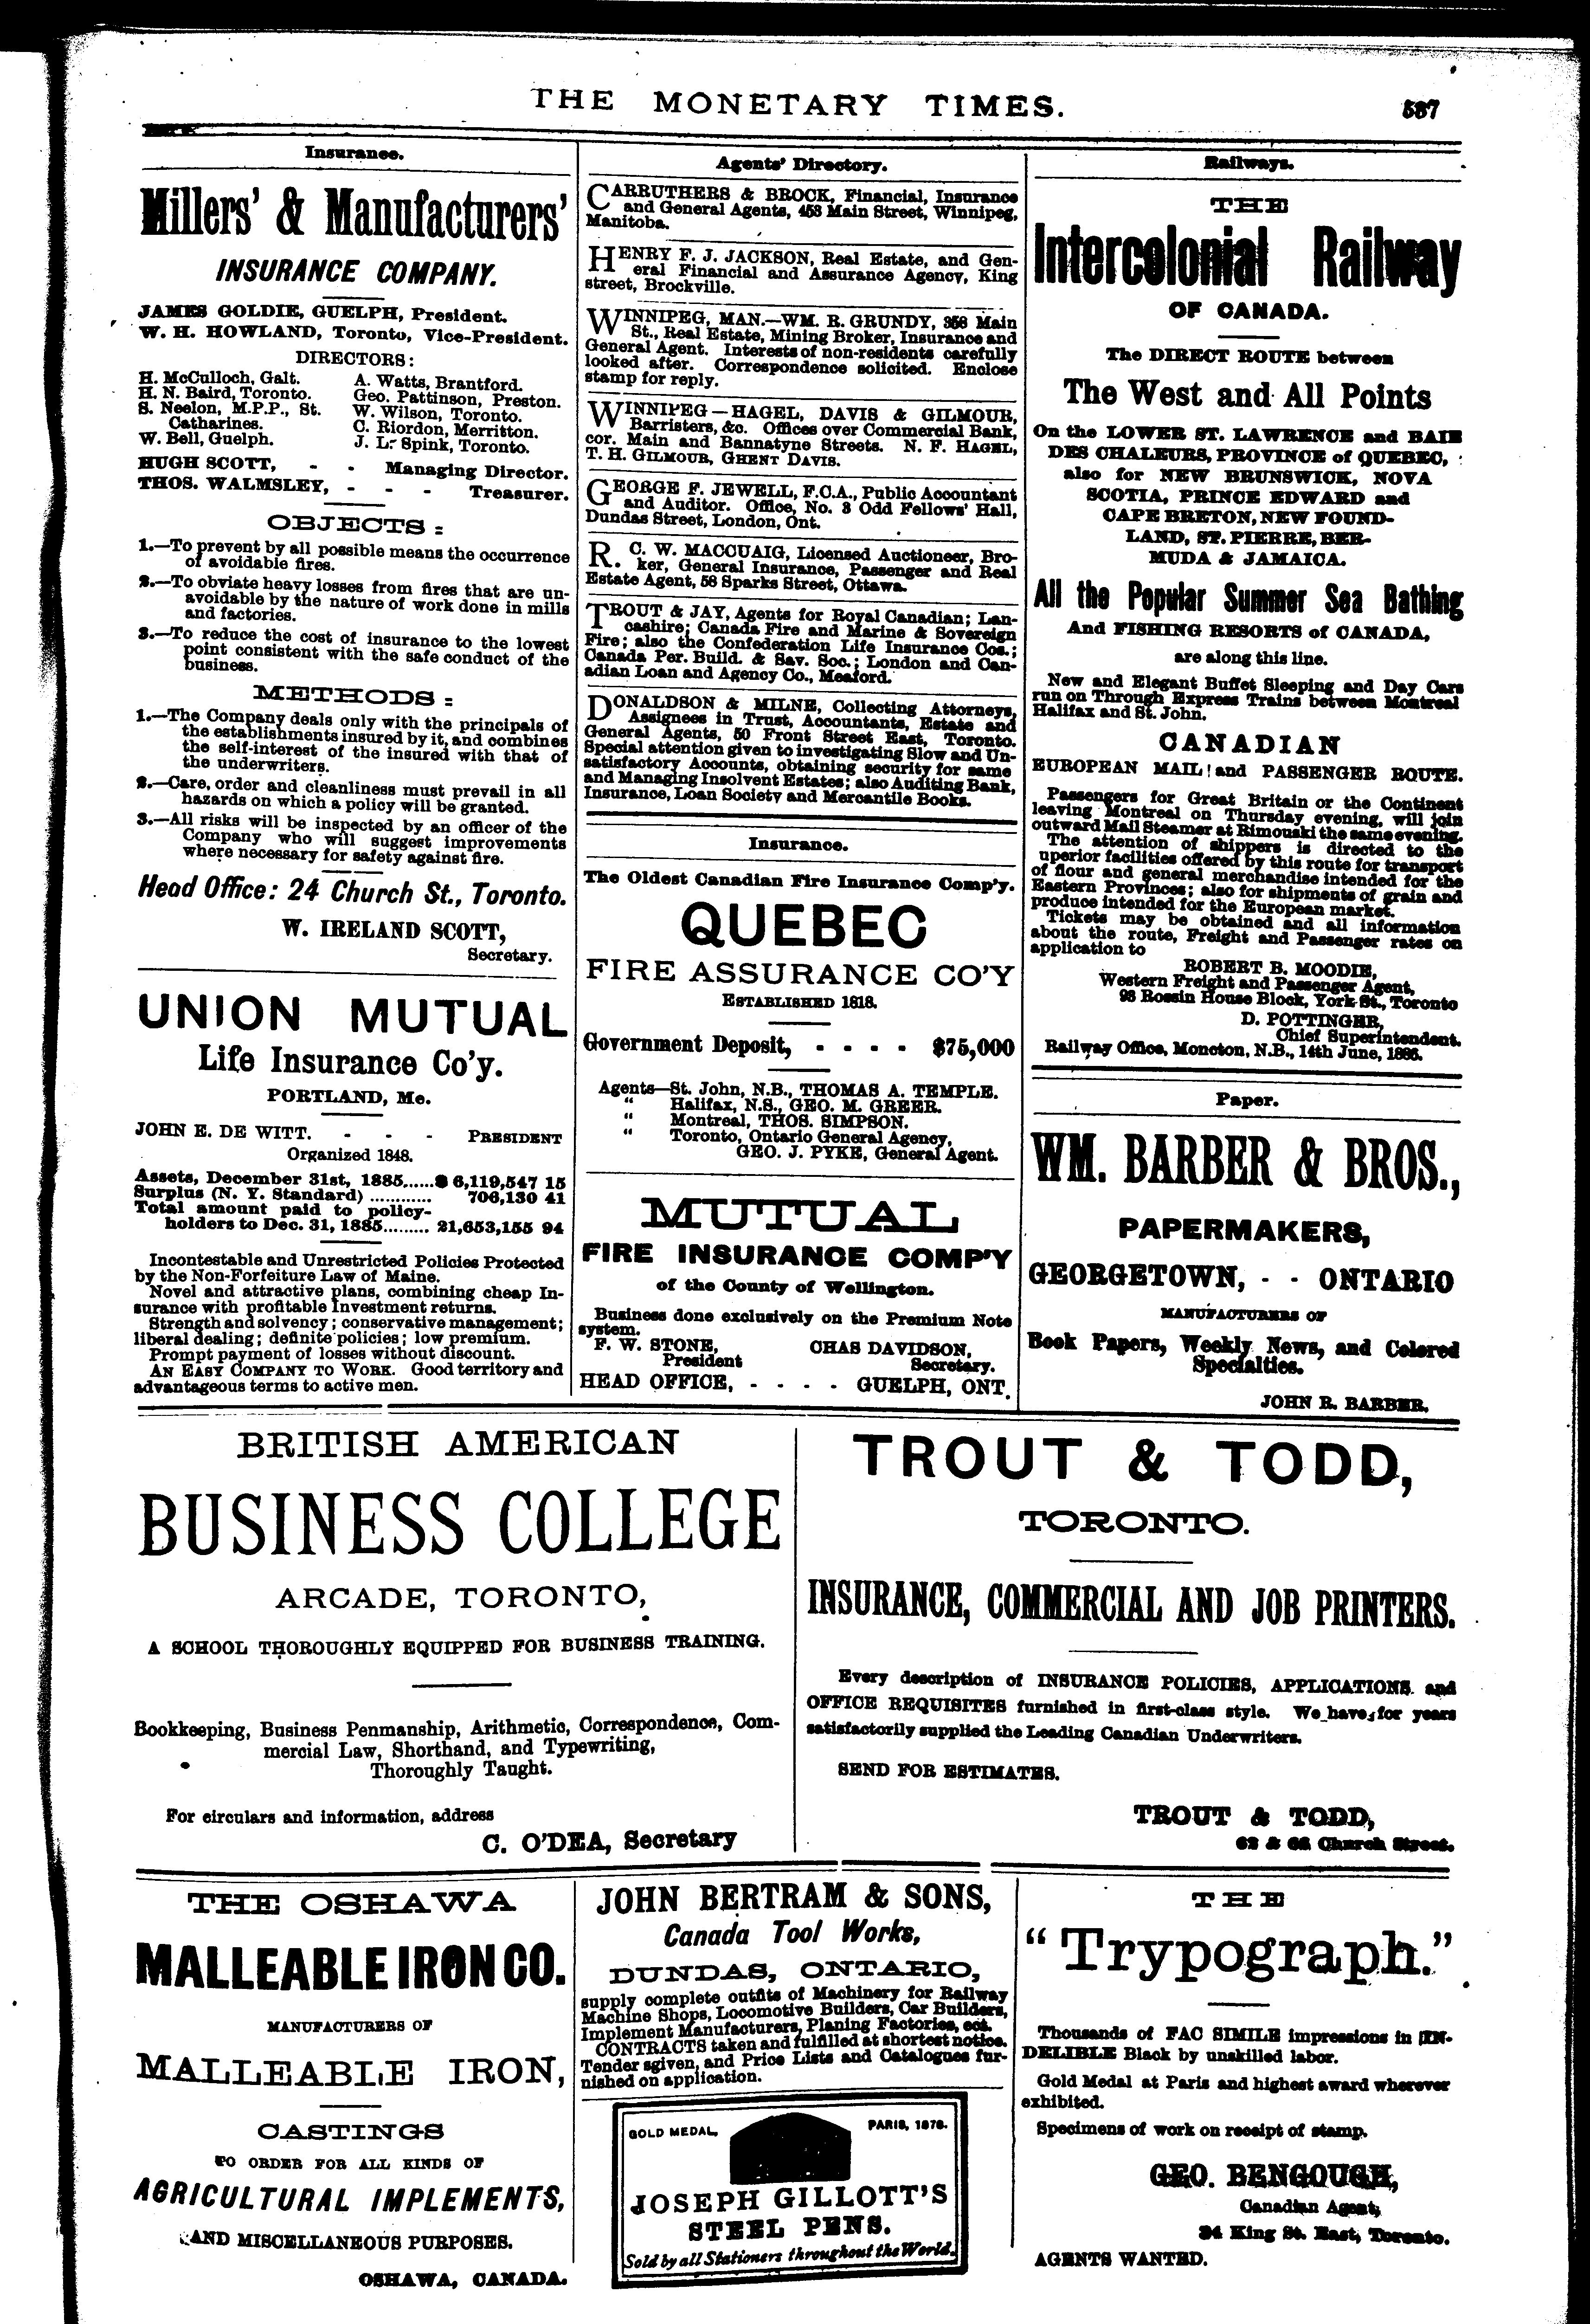 THE MONETARY TIMES.
587
Insurance.
Millers' & Manufacturers'
INSURANCE COMPANY.
JAMES GOLDIE, GUELPH, President.
W. H. HOWLAND, Toronto, Vice-President.
DIRECTORS:
H. McCulloch, Galt.
H. N. Baird, Toronto.
S. Neelon, M.P.P., St.
Catharines.
W. Bell, Guelph.
A. Watts, Brantford.
Geo. Pattinson, Preston.
W. Wilson, Toronto.
C. Riordon, Merritton.
J. L. Spink, Toronto.
HUGH SCOTT, - - Managing Director.
THOS. WALMSLEY, - - - Treasurer.
OBJECTS:
1.—To prevent by all possible means the occurrence
of avoidable fires.
2.—To obviate heavy losses from fires that are un-
avoidable by the nature of work done in mills
and factories.
3.—To reduce the cost of insurance to the lowest
point consistent with the safe conduct of the
business.
METHODS:
1.—The Company deals only with the principals of
the establishments insured by it, and combines
the self-interest of the insured with that of
the underwriters.
2.—Care, order and cleanliness must prevail in all
hazards on which a policy will be granted.
3.—All risks will be inspected by an officer of the
Company who will suggest improvements
where necessary for safety against fire.
Head Office: 24 Church St., Toronto.
W. IRELAND SCOTT,
Secretary.
UNION MUTUAL
Life Insurance Co'y.
PORTLAND, Me.
JOHN E. DE WITT. - - - PRESIDENT
Organized 1848.
Assets, December 31st, 1885......$ 6,119,547 15
Surplus (N. Y. Standard) ............ 706,130 41
Total amount paid to policy-
holders to Dec. 31, 1885........ 21,653,155 94
Incontestable and Unrestricted Policies Protected
by the Non-Forfeiture Law of Maine.
Novel and attractive plans, combining cheap In-
surance with profitable Investment returns.
Strength and solvency; conservative management;
liberal dealing; definite policies; low premium.
Prompt payment of losses without discount.
AN EASY COMPANY TO WORK. Good territory and
advantageous terms to active men.
Agents' Directory.
CARRUTHERS & BROCK, Financial, Insurance
and General Agents, 453 Main Street, Winnipeg,
Manitoba.
HENRY F. J. JACKSON, Real Estate, and Gen-
eral Financial and Assurance Agency, King
street, Brockville.
WINNIPEG, MAN.—WM. R. GRUNDY, 356 Main
St., Real Estate, Mining Broker, Insurance and
General Agent. Interests of non-residents carefully
looked after. Correspondence solicited. Enclose
stamp for reply.
WINNIPEG—HAGEL, DAVIS & GILMOUR,
Barristers, &c. Offices over Commercial Bank,
cor. Main and Bannatyne Streets. N. F. HAGEL,
T. H. GILMOUR, GHENT DAVIS.
GEORGE F. JEWELL, F.C.A., Public Accountant
and Auditor. Office, No. 3 Odd Fellows' Hall,
Dundas Street, London, Ont.
R. C. W. MACCUAIG, Licensed Auctioneer, Bro-
ker, General Insurance, Passenger and Real
Estate Agent, 58 Sparks Street, Ottawa.
TROUT & JAY, Agents for Royal Canadian; Lan-
cashire; Canada Fire and Marine & Sovereign
Fire; also the Confederation Life Insurance Cos.;
Canada Per. Build. & Sav. Soc.; London and Can-
adian Loan and Agency Co., Meaford.
DONALDSON & MILNE, Collecting Attorneys,
Assignees in Trust, Accountants, Estate and
General Agents, 50 Front Street East, Toronto.
Special attention given to investigating Slow and Un-
satisfactory Accounts, obtaining security for same
and Managing Insolvent Estates; also Auditing Bank,
Insurance, Loan Society and Mercantile Books.
Insurance.
The Oldest Canadian Fire Insurance Comp'y.
QUEBEC
FIRE ASSURANCE CO'Y
ESTABLISHED 1818.
Government Deposit, - - - - $75,000
Agents—St. John, N.B., THOMAS A. TEMPLE.
" Halifax, N.S., GEO. M. GREER.
" Montreal, THOS. SIMPSON.
" Toronto, Ontario General Agency,
GEO. J. PYKE, General Agent.
MUTUAL
FIRE INSURANCE COMP'Y
of the County of Wellington.
Business done exclusively on the Premium Note
system.
F. W. STONE,
President
CHAS DAVIDSON,
Secretary.
HEAD OFFICE, - - - - GUELPH, ONT.
Railways.
THE
Intercolonial Railway
OF CANADA.
The DIRECT ROUTE between
The West and All Points
On the LOWER ST. LAWRENCE and BAIE
DES CHALEURS, PROVINCE of QUEBEC,
also for NEW BRUNSWICK, NOVA
SCOTIA, PRINCE EDWARD and
CAPE BRETON, NEW FOUND-
LAND, ST. PIERRE, BER-
MUDA & JAMAICA.
All the Popular Summer Sea Bathing
And FISHING RESORTS of CANADA,
are along this line.
New and Elegant Buffet Sleeping and Day Cars
run on Through Express Trains between Montreal
Halifax and St. John.
CANADIAN
EUROPEAN MAIL and PASSENGER ROUTE.
Passengers for Great Britain or the Continent
leaving Montreal on Thursday evening, will join
outward Mail Steamer at Rimouski the same evening.
The attention of shippers is directed to the
uperior facilities offered by this route for transport
of flour and general merchandise intended for the
Eastern Provinces; also for shipments of grain and
produce intended for the European market.
Tickets may be obtained and all information
about the route, Freight and Passenger rates on
application to
ROBERT B. MOODIE,
Western Freight and Passenger Agent,
93 Rossin House Block, York St., Toronto
D. POTTINGER,
Chief Superintendent.
Railway Office, Moncton, N.B., 14th June, 1886.
Paper.
WM. BARBER & BROS.,
PAPERMAKERS,
GEORGETOWN, - - ONTARIO
MANUFACTURERS OF
Book Papers, Weekly News, and Colored
Specialties.
JOHN R. BARBER.
BRITISH AMERICAN
BUSINESS COLLEGE
ARCADE, TORONTO,
A SCHOOL THOROUGHLY EQUIPPED FOR BUSINESS TRAINING.
Bookkeeping, Business Penmanship, Arithmetic, Correspondence, Com-
mercial Law, Shorthand, and Typewriting,
Thoroughly Taught.
For circulars and information, address
C. O'DEA, Secretary
TROUT & TODD,
TORONTO.
INSURANCE, COMMERCIAL AND JOB PRINTERS.
Every description of INSURANCE POLICIES, APPLICATIONS and
OFFICE REQUISITES furnished in first-class style. We have for years
satisfactorily supplied the Leading Canadian Underwriters.
SEND FOR ESTIMATES.
TROUT & TODD,
Church Street.
THE OSHAWA
MALLEABLE IRON CO.
MANUFACTURERS OF
MALLEABLE IRON,
CASTINGS
TO ORDER FOR ALL KINDS OF
AGRICULTURAL IMPLEMENTS,
AND MISCELLANEOUS PURPOSES.
OSHAWA, CANADA.
JOHN BERTRAM & SONS,
Canada Tool Works,
DUNDAS, ONTARIO,
supply complete outfits of Machinery for Railway
Machine Shops, Locomotive Builders, Car Builders,
Implement Manufacturers, Planing Factories, ect.
CONTRACTS taken and fulfilled at shortest notice.
Tender sgiven, and Price Lists and Catalogues fur-
nished on application.
GOLD MEDAL,
PARIS, 1878.
JOSEPH GILLOTT'S
STEEL PENS.
Sold by all Stationers throughout the World.
THE
"Trypograph."
Thousands of FAC SIMILE impressions in IN-
DELIBLE Black by unskilled labor.
Gold Medal at Paris and highest award wherever
exhibited.
Specimens of work on receipt of stamp.
GEO. BENGOUGH,
Canadian Agent,
King St. East, Toronto.
AGENTS WANTED.